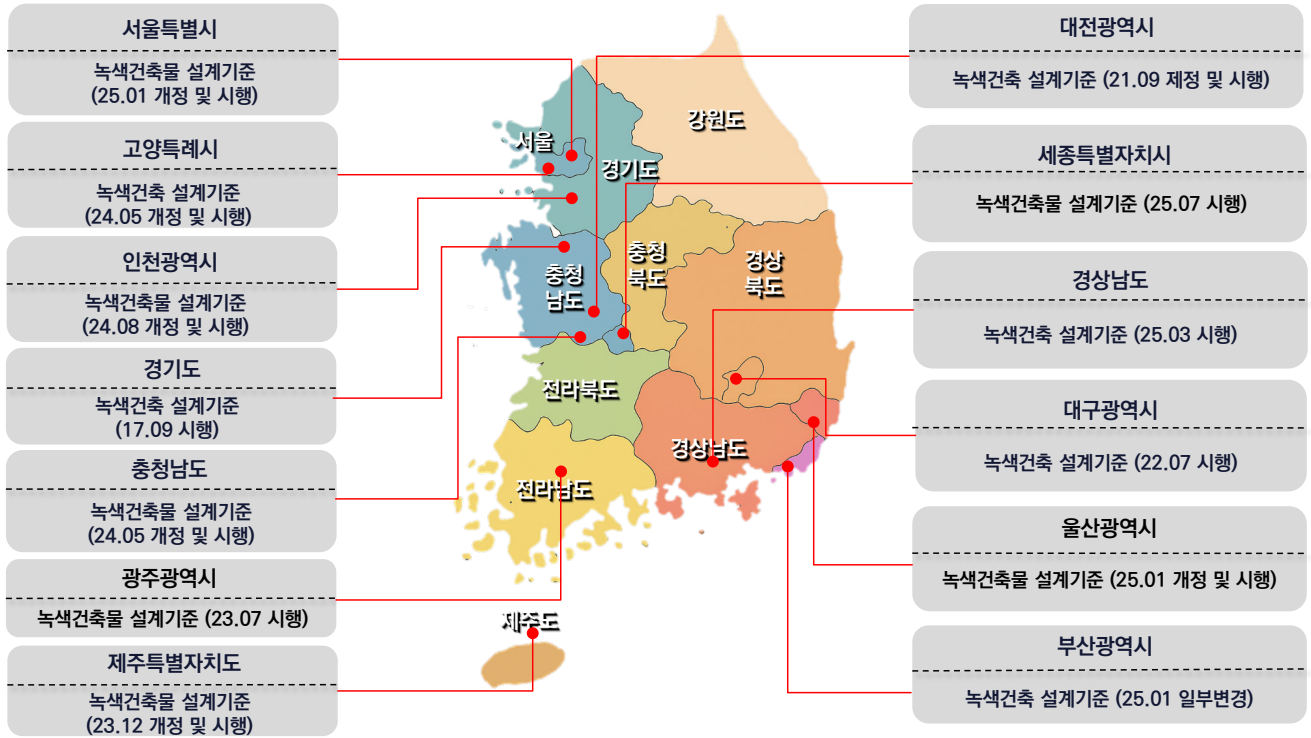 서울특별시
녹색건축물 설계기준
(25.01 개정 및 시행)
고양특례시
녹색건축 설계기준
(24.05 개정 및 시행)
인천광역시
녹색건축물 설계기준
(24.08 개정 및 시행)
경기도
녹색건축 설계기준
(17.09 시행)
충청남도
녹색건축물 설계기준
(24.05 개정 및 시행)
광주광역시
녹색건축물 설계기준 (23.07 시행)
제주특별자치도
녹색건축물 설계기준
(23.12 개정 및 시행)
서울
경기도
강원도
충청
남도
충청
북도
경상
북도
전라북도
경상남도
전라남도
제주도
대전광역시
녹색건축 설계기준 (21.09 제정 및 시행)
세종특별자치시
녹색건축물 설계기준 (25.07 시행)
경상남도
녹색건축 설계기준 (25.03 시행)
대구광역시
녹색건축 설계기준 (22.07 시행)
울산광역시
녹색건축물 설계기준 (25.01 개정 및 시행)
부산광역시
녹색건축 설계기준 (25.01 일부변경)